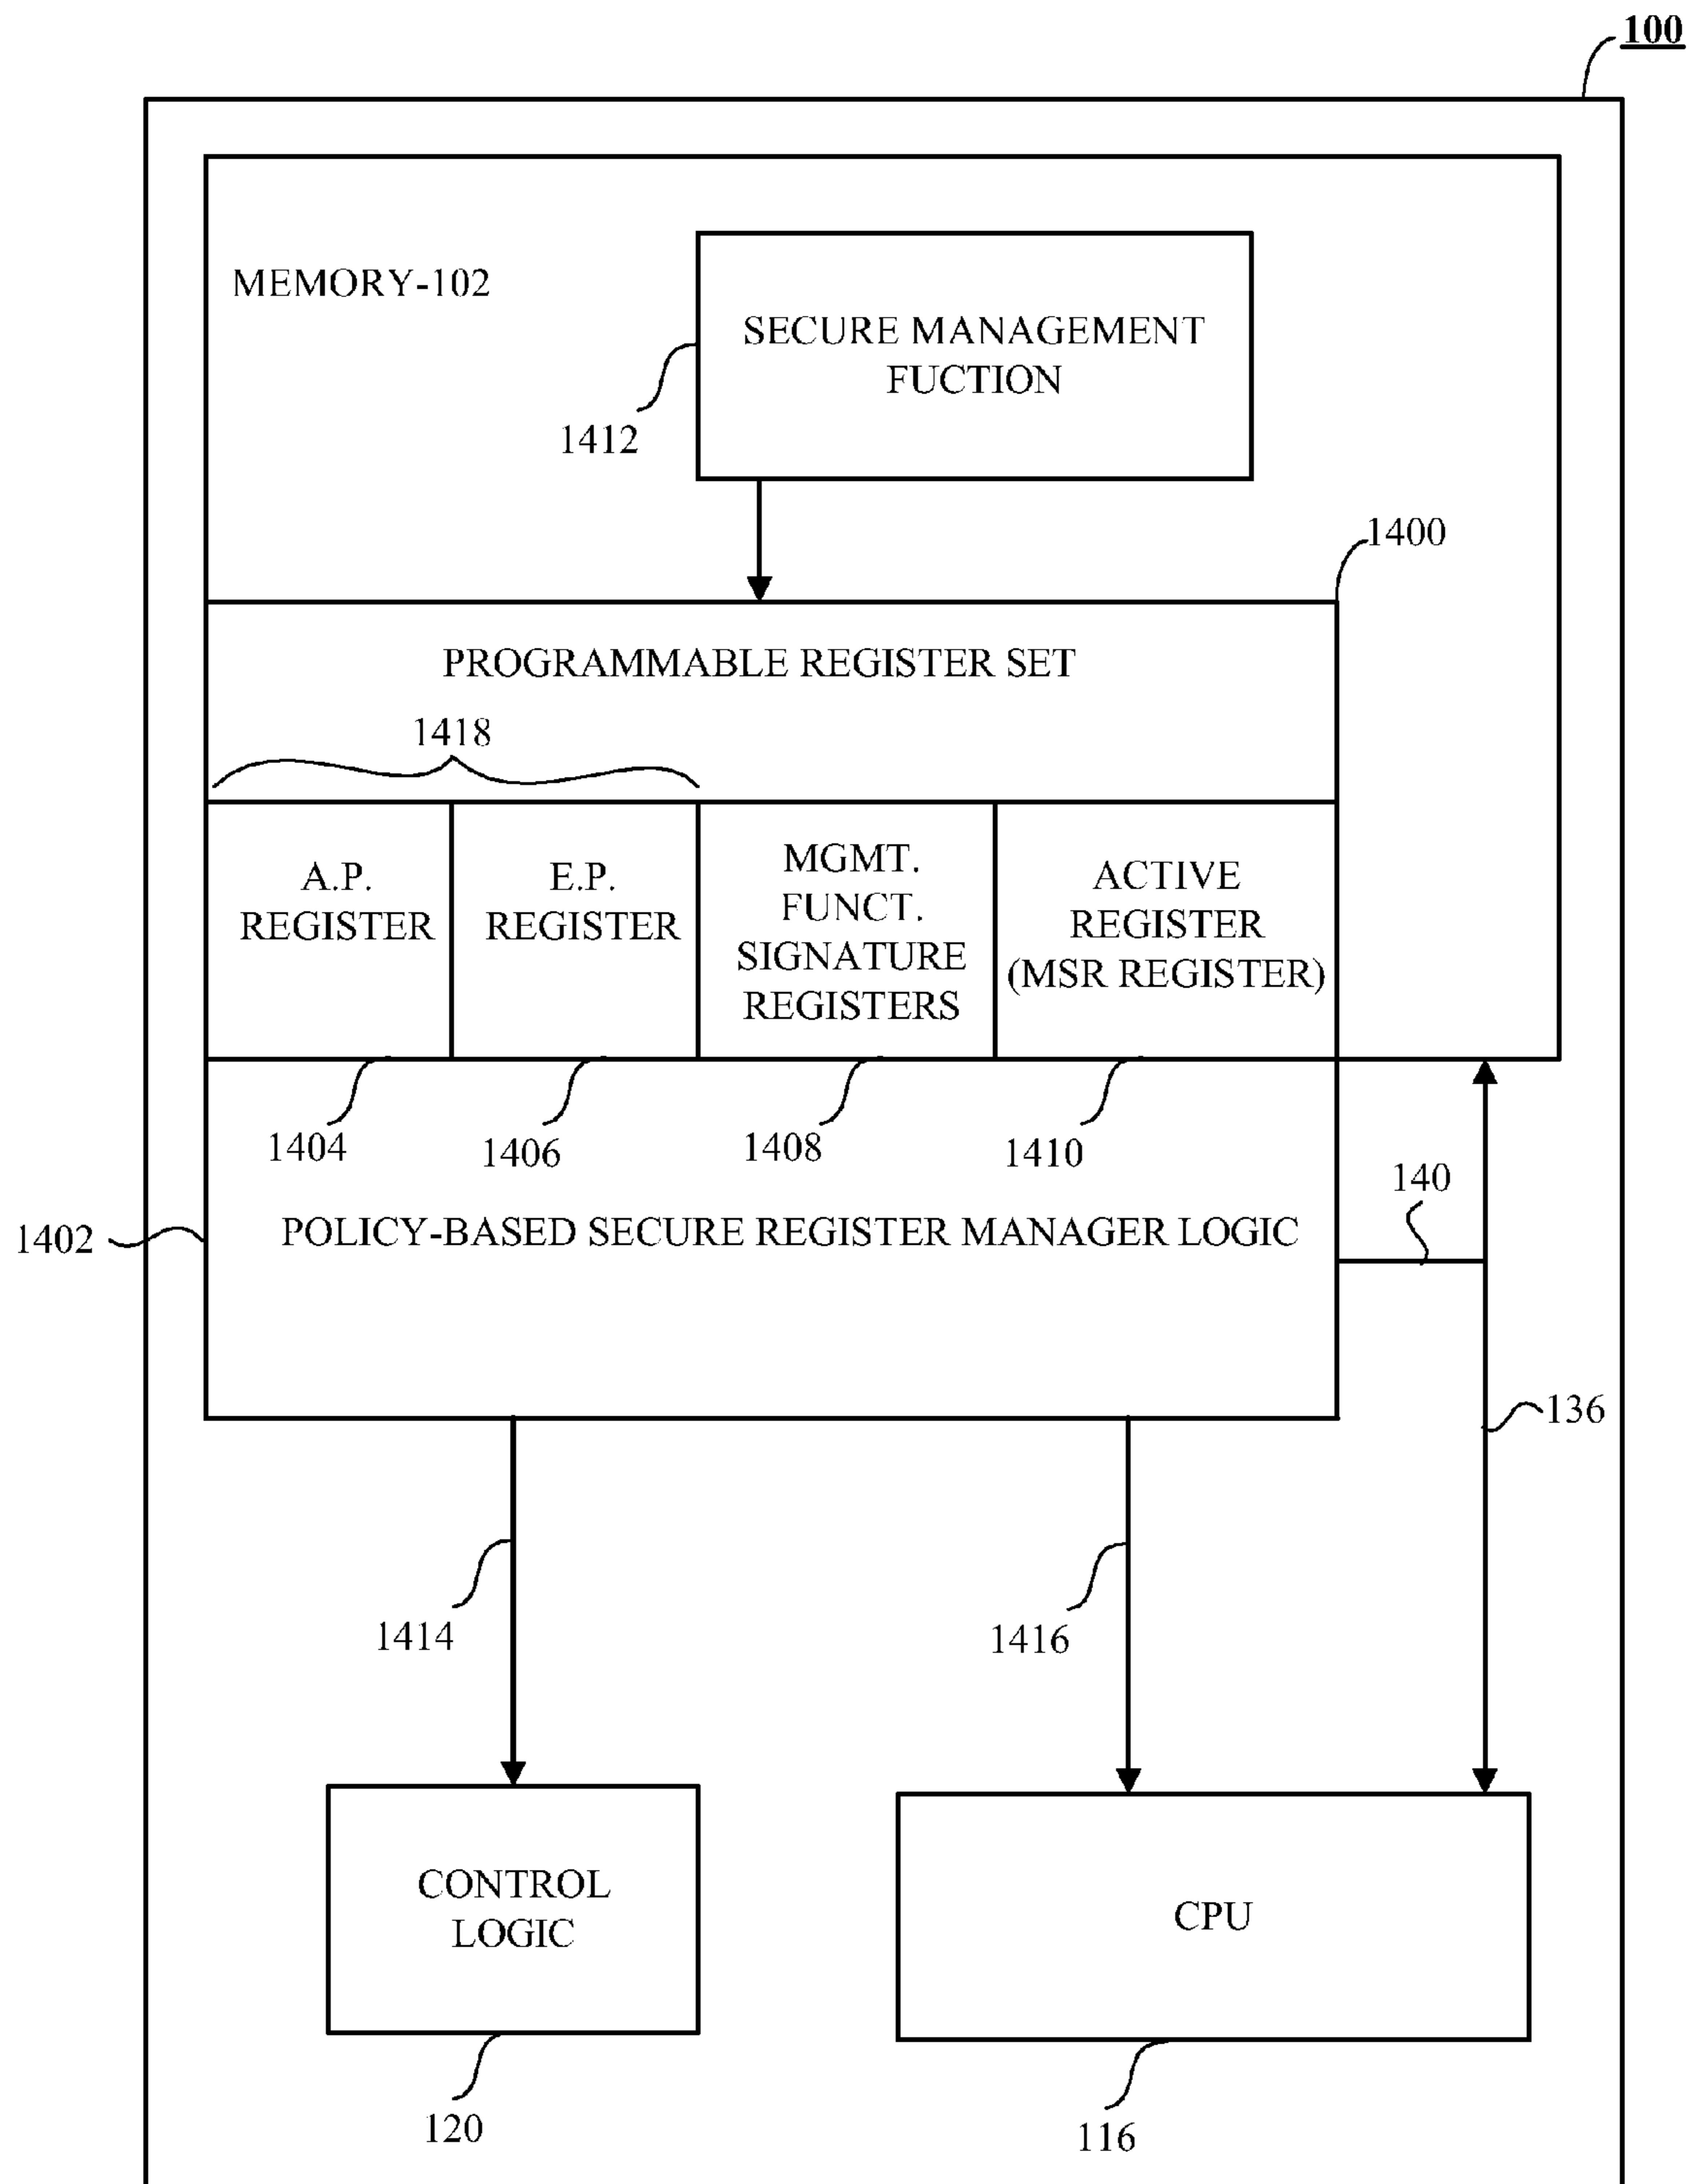 100
MEMORY-102
SECURE MANAGEMENT
FUCTION
1412
1400
PROGRAMMABLE REGISTER SET
1418
A.P.
REGISTER
E.P.
REGISTER
MGMT.
FUNCT.
SIGNATURE
REGISTERS
ACTIVE
REGISTER
(MSR REGISTER)
1404
1406
1408
1410
140
1402
POLICY-BASED SECURE REGISTER MANAGER LOGIC
136
1414
1416
CONTROL
LOGIC
CPU
120
116